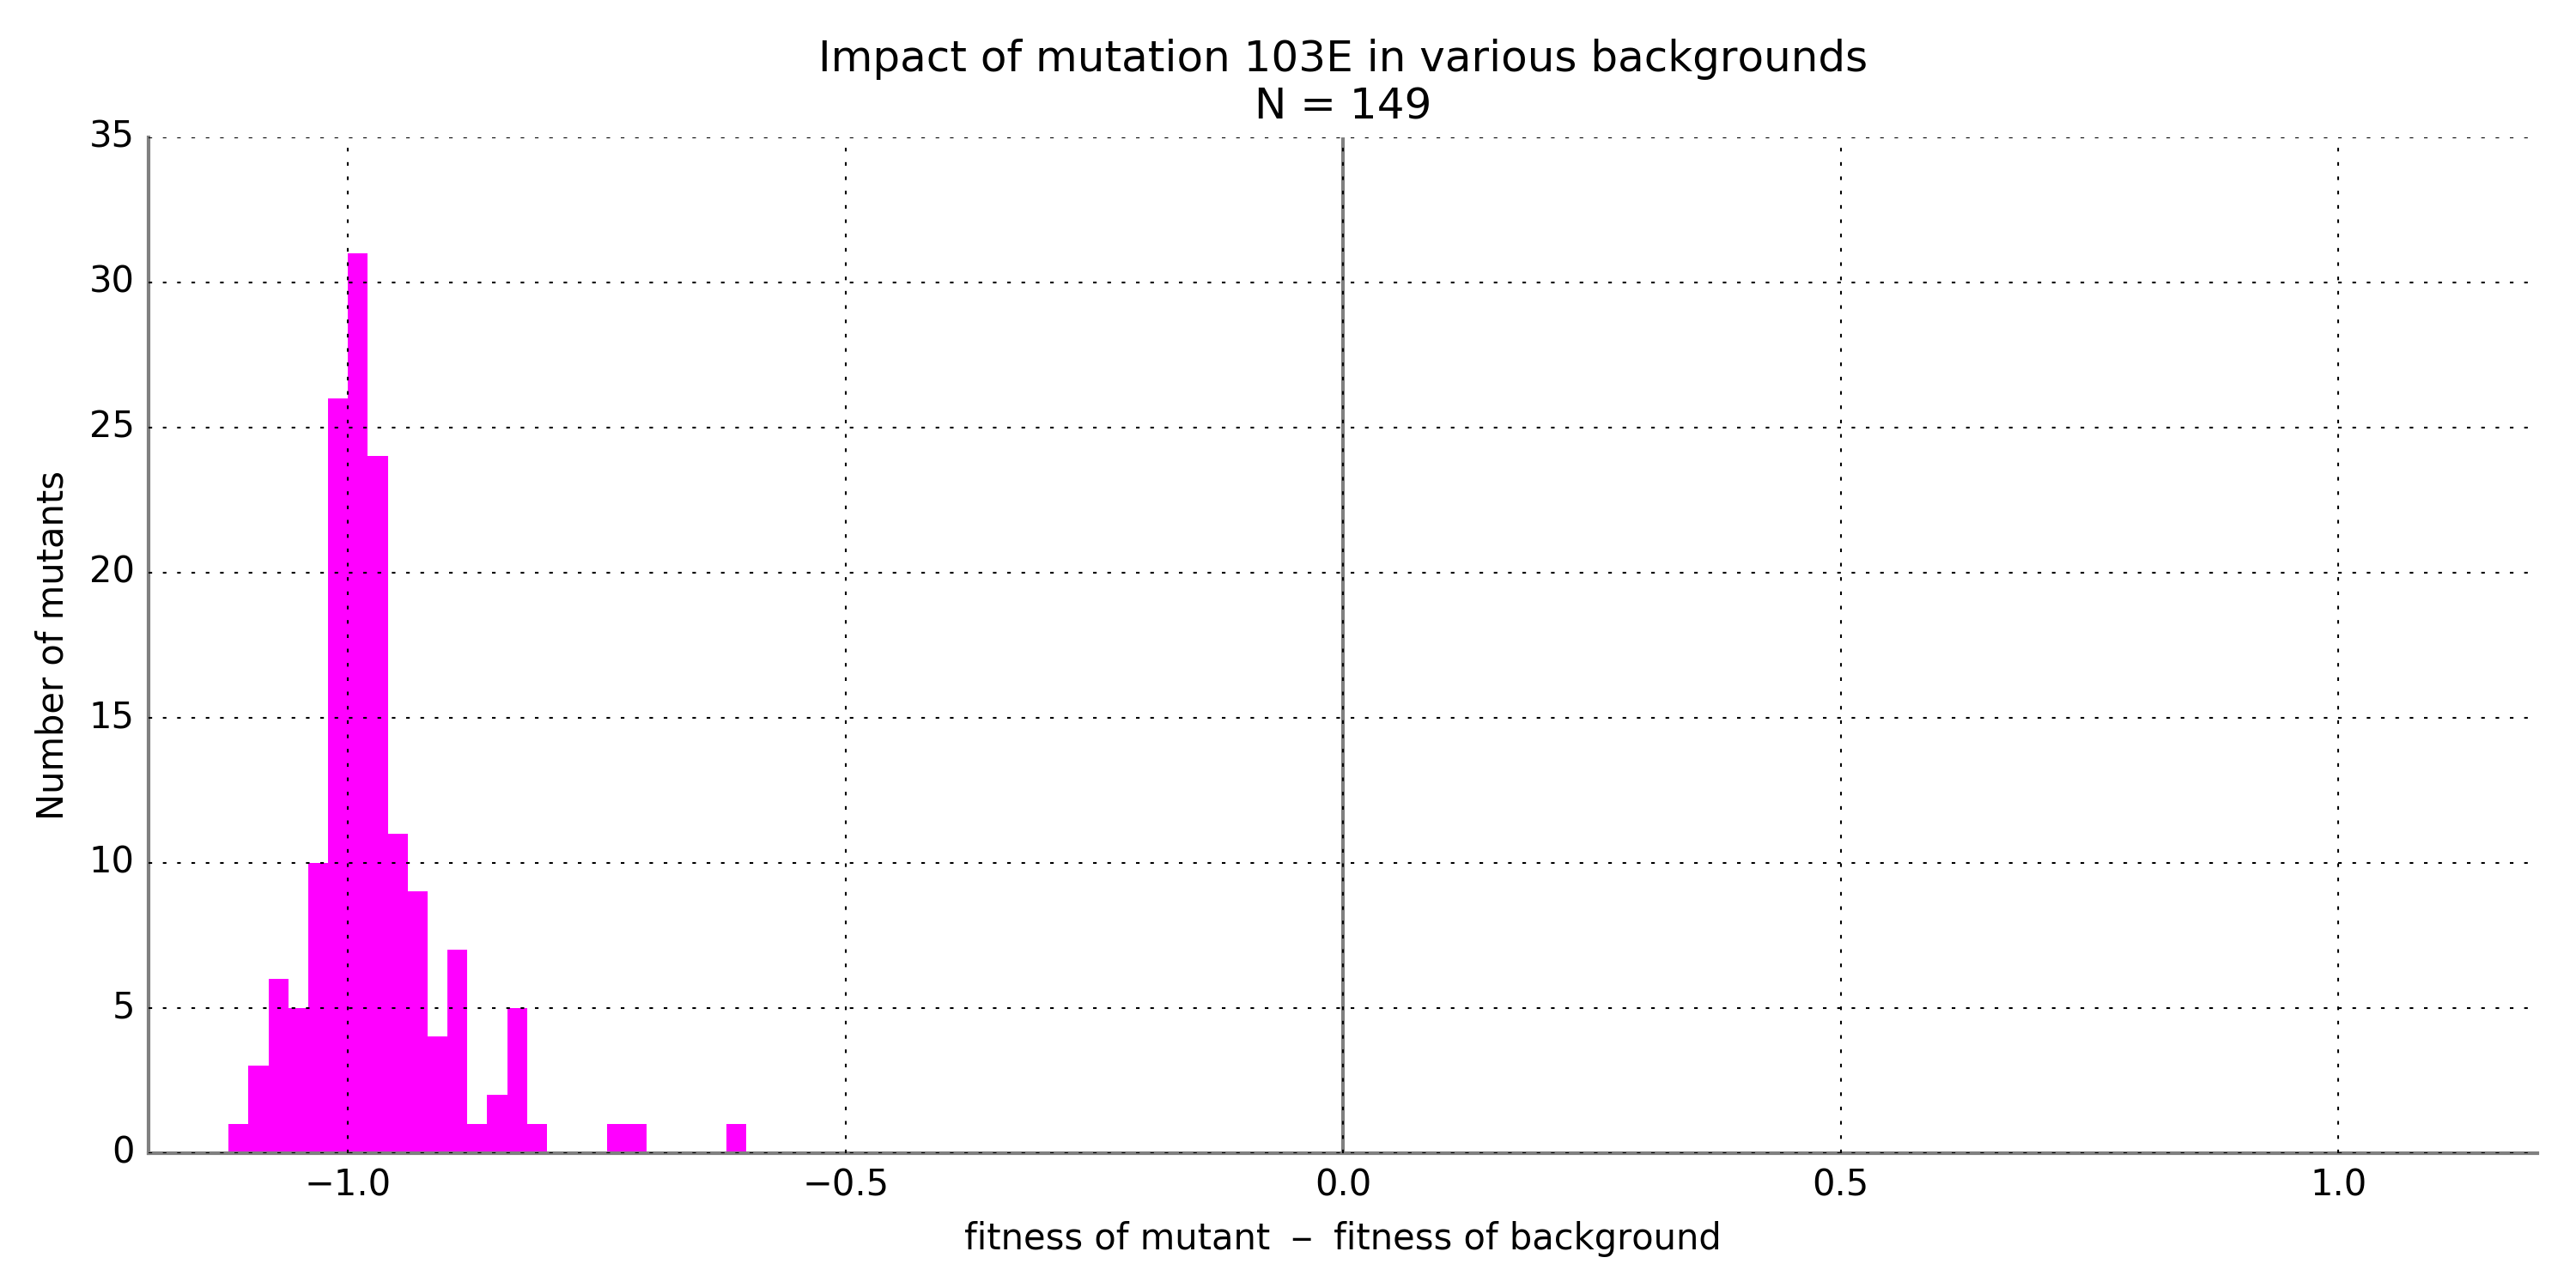 Impact of mutation 103E in various backgrounds
N = 149
35
30
25
20
15
10
5
0
Number of mutants
−1.0 −0.5 0.0 0.5 1.0
fitness of mutant – fitness of background